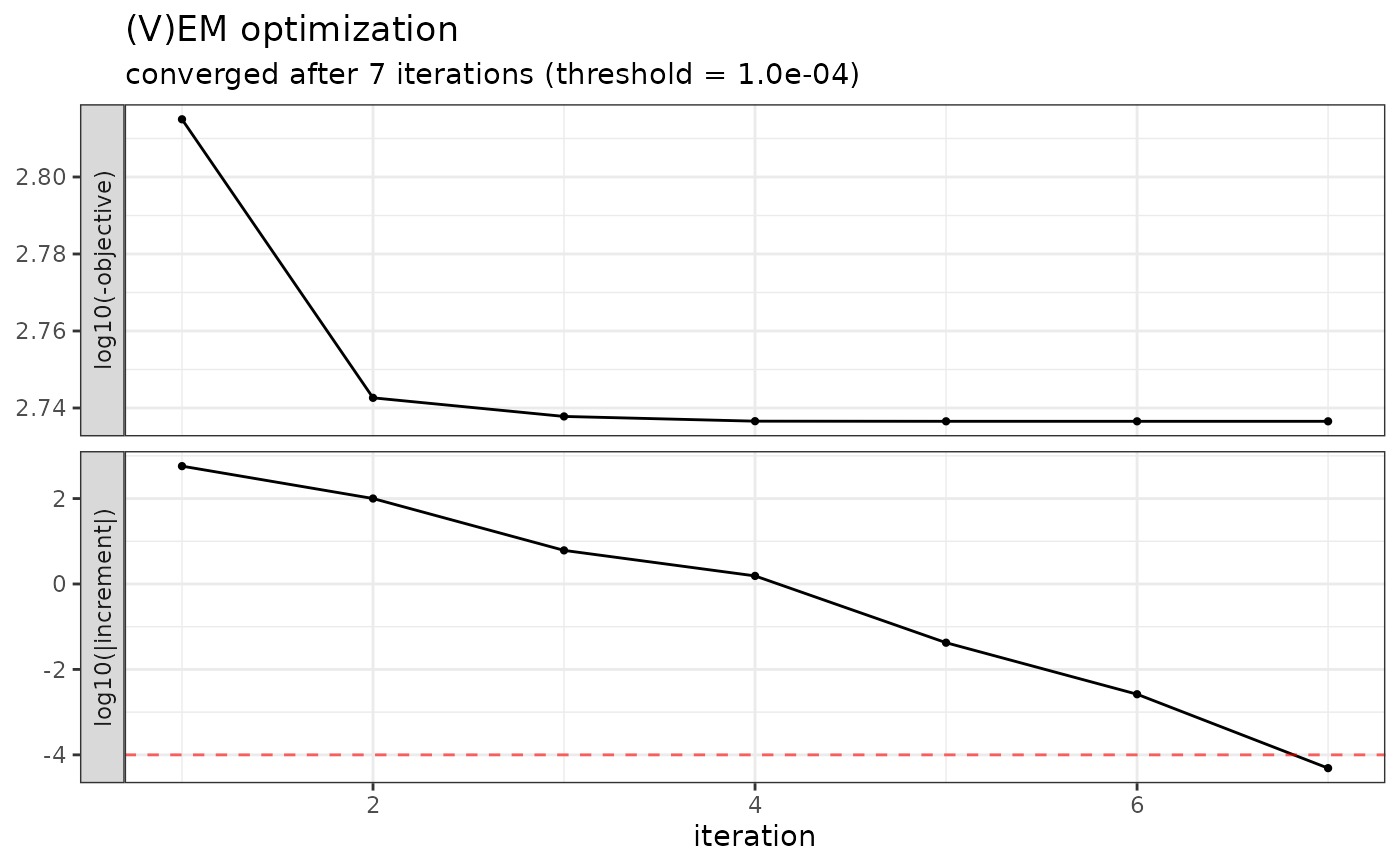 (V)EM optimization
converged after 7 iterations (threshold = 1.0e-04)
log10(-objective)
2.80
2.78
2.76
2.74
log10(|increment|)
2
0
-2
-4
2 4 6
iteration